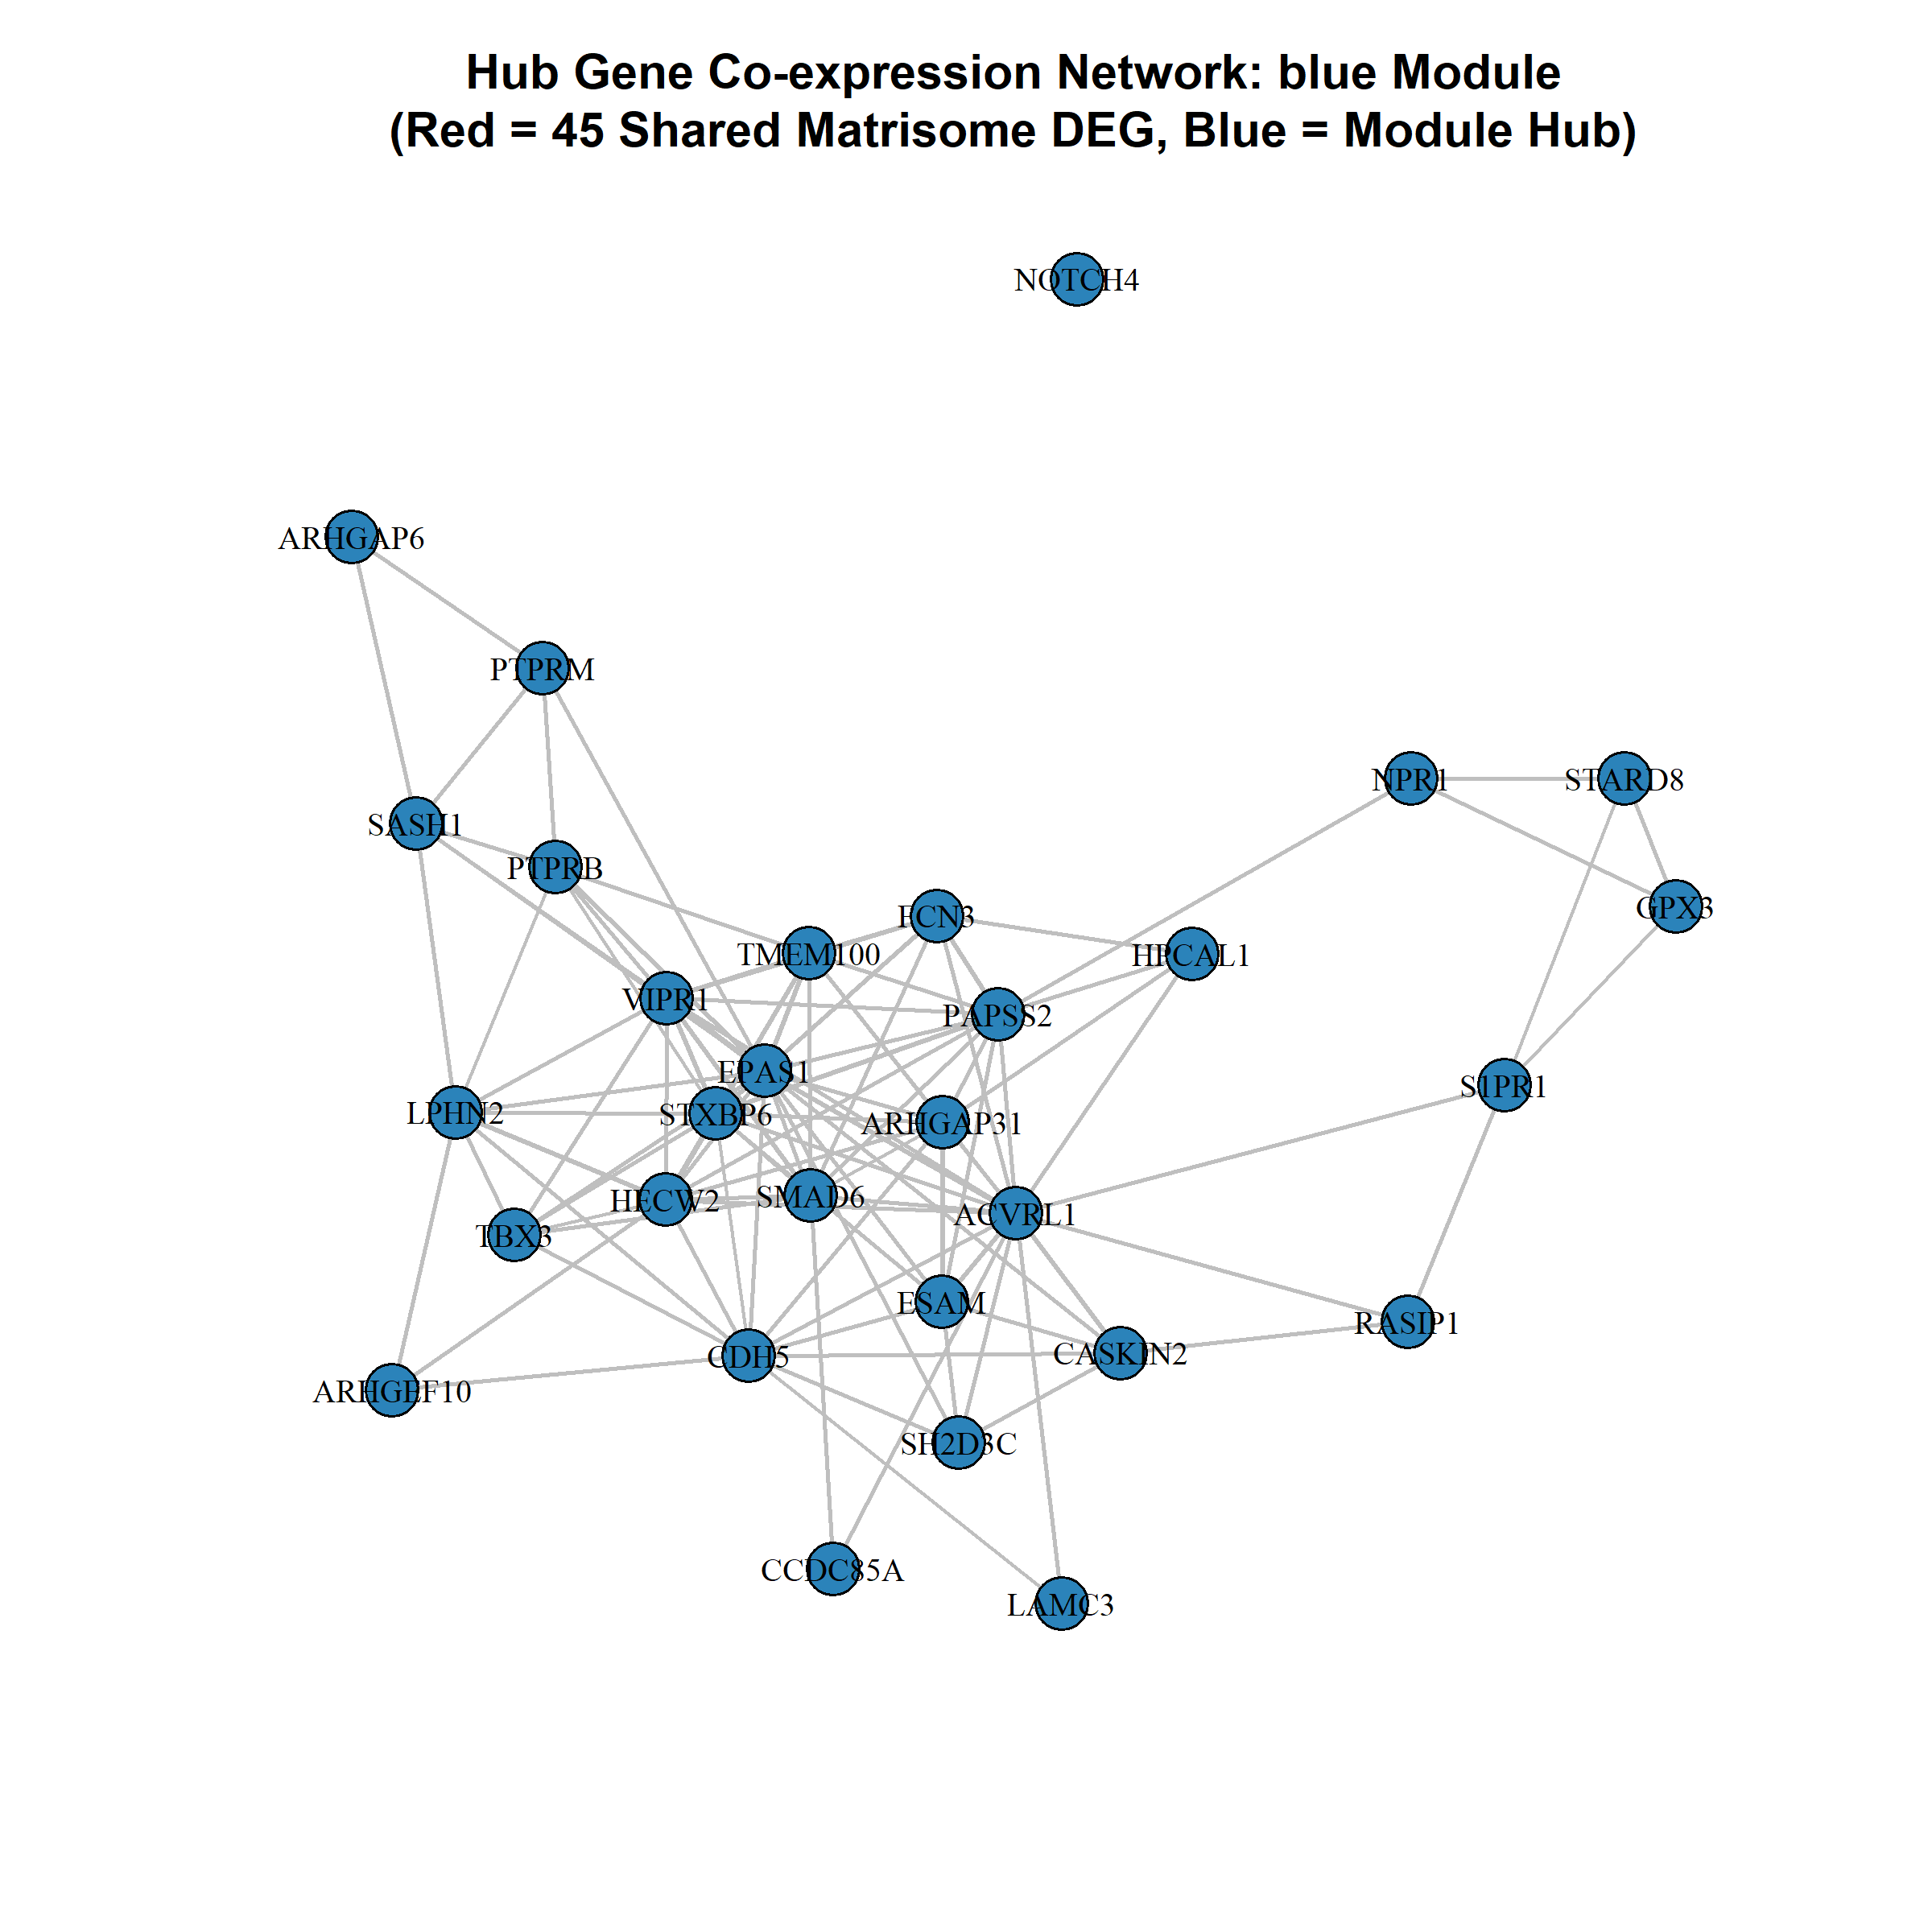 Hub Gene Co-expression Network: blue Module
(Red = 45 Shared Matrisome DEG, Blue = Module Hub)
NOTCH4
ARHGAP6
PTPRM
NPR1
STARD8
SASH1
PTPRB
FCN3
GPX3
TMEM100
HPCAL1
VIPR1
PAPSS2
EPAS1
S1PR1
LPHN2
STXBP6
ARHGAP31
HECW2
SMAD6
ACVRL1
TBX3
ESAM
RASIP1
CDH5
CASKIN2
ARHGEF10
SH2D3C
CCDC85A
LAMC3